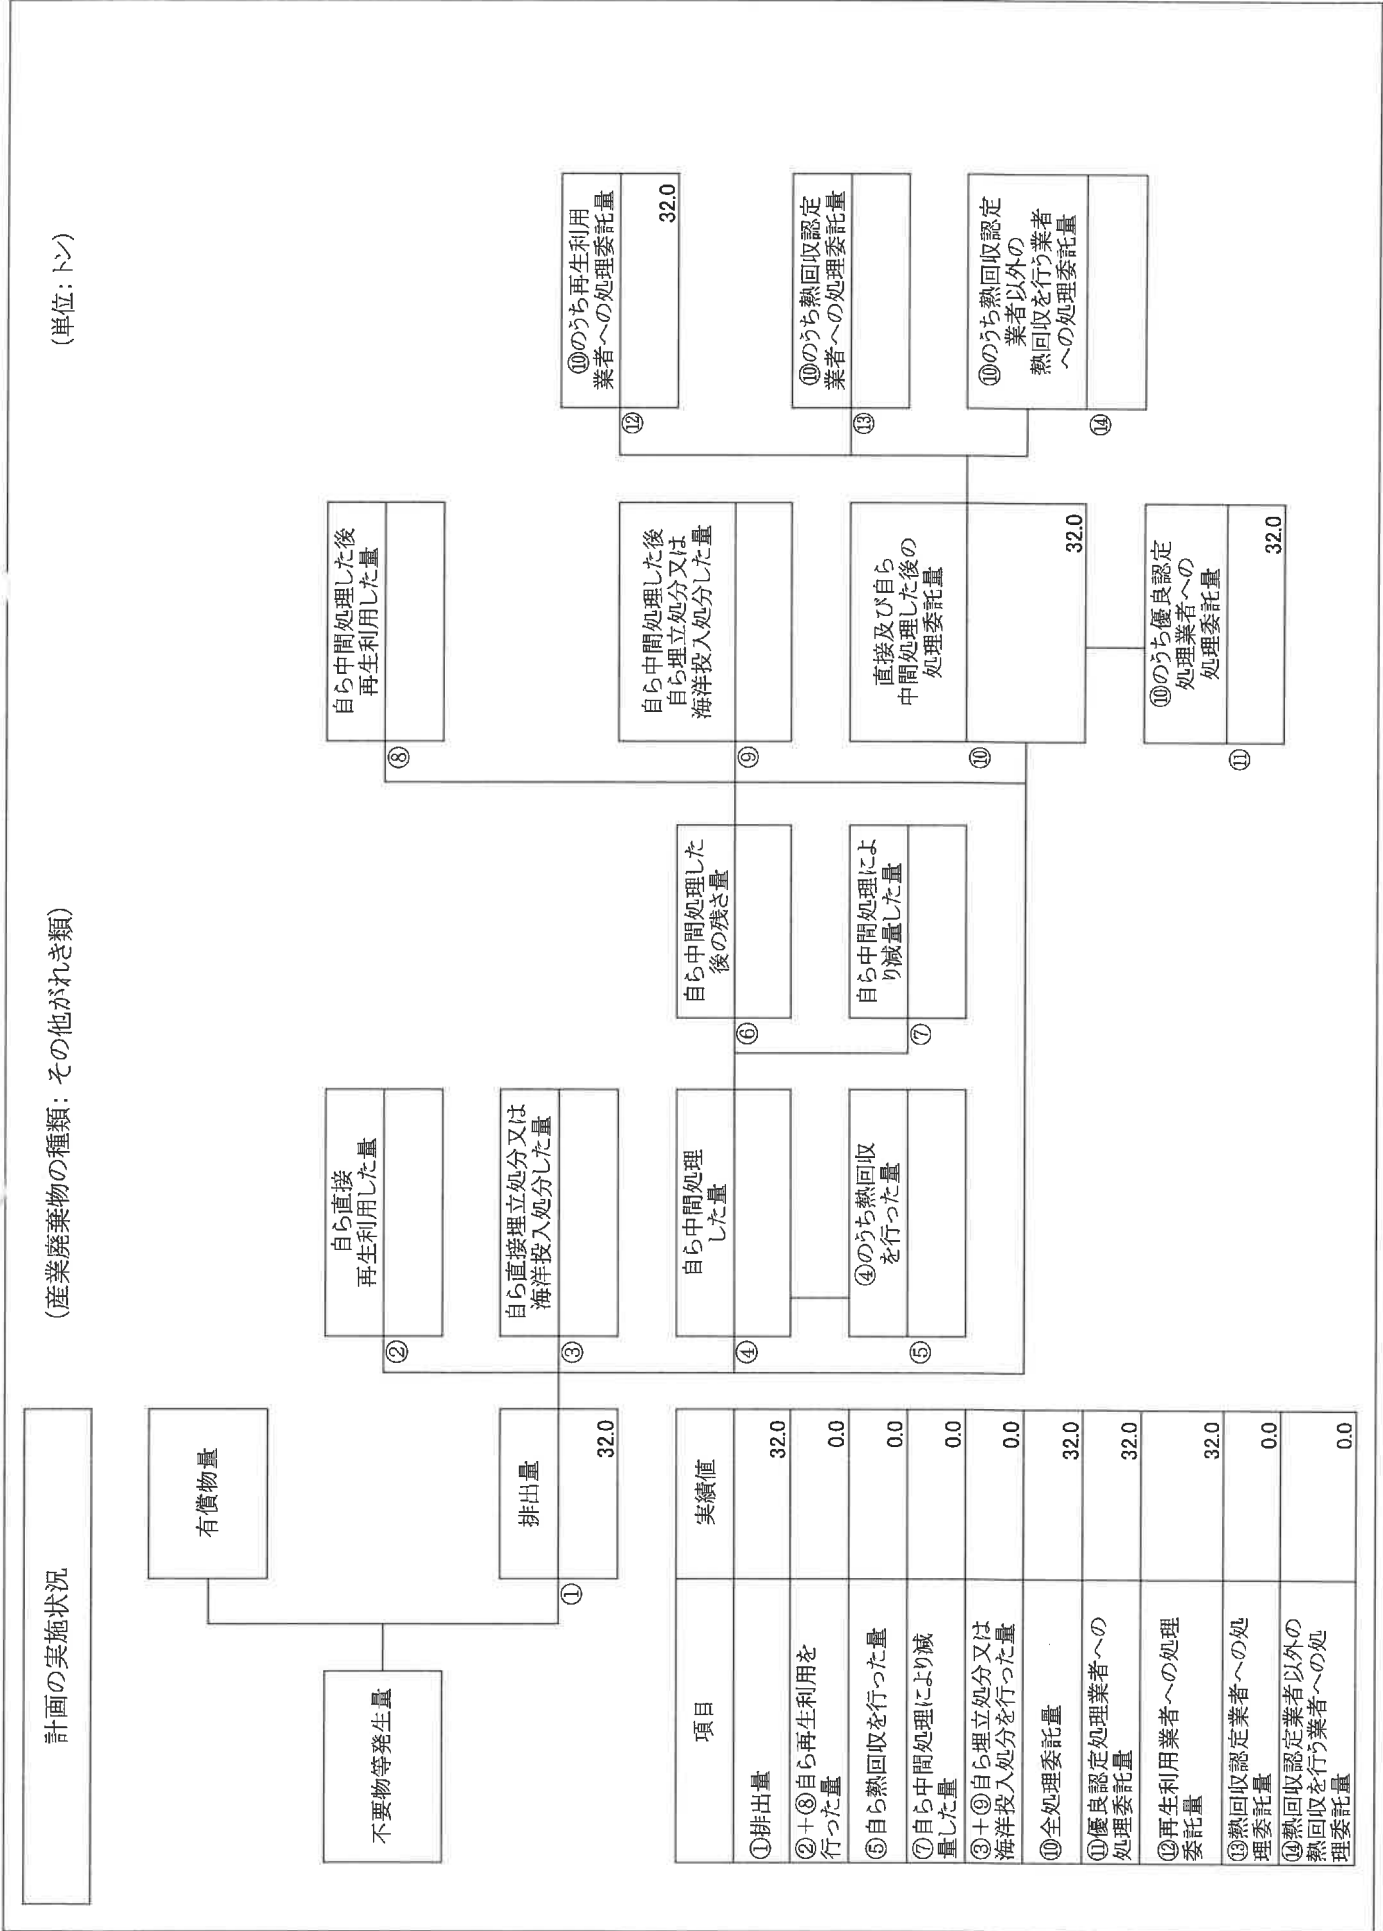 計画の実施状況
(産業廃棄物の種類：その他がれき類)
(単位：トン)
有償物量
不要物等発生量
排出量
①
32.0
自ら直接
再生利用した量
②
自ら直接埋立処分又は
海洋投入処分した量
③
自ら中間処理
した量
④
④のうち熱回収
を行った量
⑤
自ら中間処理した
後の残さ量
⑥
自ら中間処理によ
り減量した量
⑦
自ら中間処理した後
再生利用した量
⑧
自ら中間処理した後
自ら埋立処分又は
海洋投入処分した量
⑨
直接及び自ら
中間処理した後の
処理委託量
⑩
32.0
⑩のうち優良認定
処理業者への
処理委託量
⑪
32.0
⑩のうち再生利用
業者への処理委託量
⑫
32.0
⑩のうち熱回収認定
業者への処理委託量
⑬
⑩のうち熱回収認定
業者以外の
熱回収を行う業者
への処理委託量
⑭
項目 実績値
①排出量 32.0
②＋⑧自ら再生利用を
行った量 0.0
⑤自ら熱回収を行った量 0.0
⑦自ら中間処理により減
量した量 0.0
③＋⑨自ら埋立処分又は
海洋投入処分を行った量 0.0
⑩全処理委託量 32.0
⑪優良認定処理業者への
処理委託量 32.0
⑫再生利用業者への処理
委託量 32.0
⑬熱回収認定業者への処
理委託量 0.0
⑭熱回収認定業者以外の
熱回収を行う業者への処
理委託量 0.0